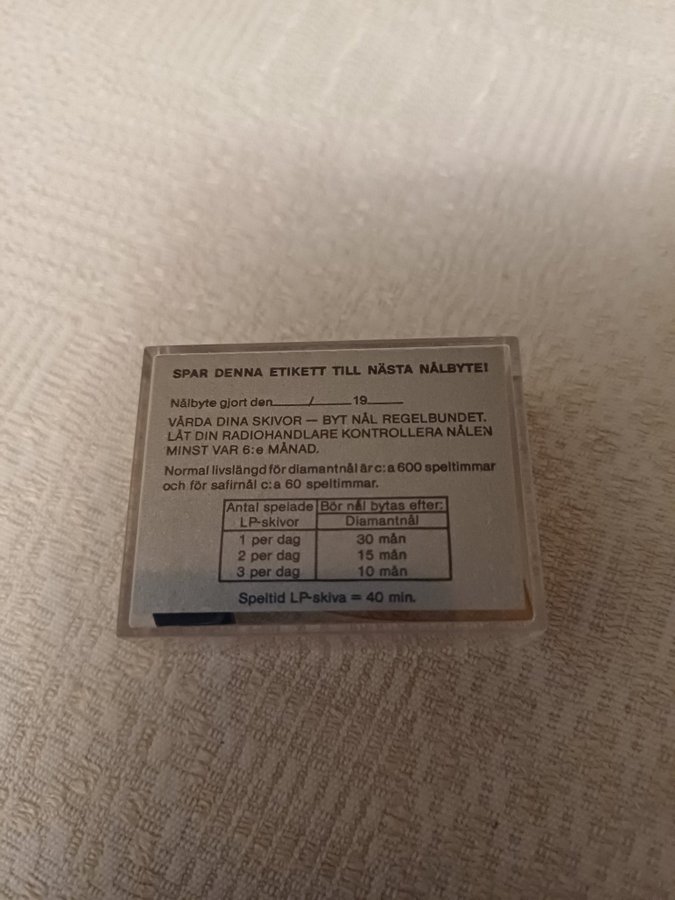 SPAR DENNA ETIKETT TILL NÄSTA NÅLBYTE!
Nålbyte gjort den____/____19____
VÅRDA DINA SKIVOR — BYT NÅL REGELBUNDET.
LÅT DIN RADIOHANDLARE KONTROLLERA NÅLEN
MINST VAR 6:e MÅNAD.
Normal livslängd för diamantnål är c:a 600 speltimmar
och för safirnål c:a 60 speltimmar.
Antal spelade Bör nål bytas efter:
LP-skivor Diamantnål
1 per dag 30 mån
2 per dag 15 mån
3 per dag 10 mån
Speltid LP-skiva = 40 min.